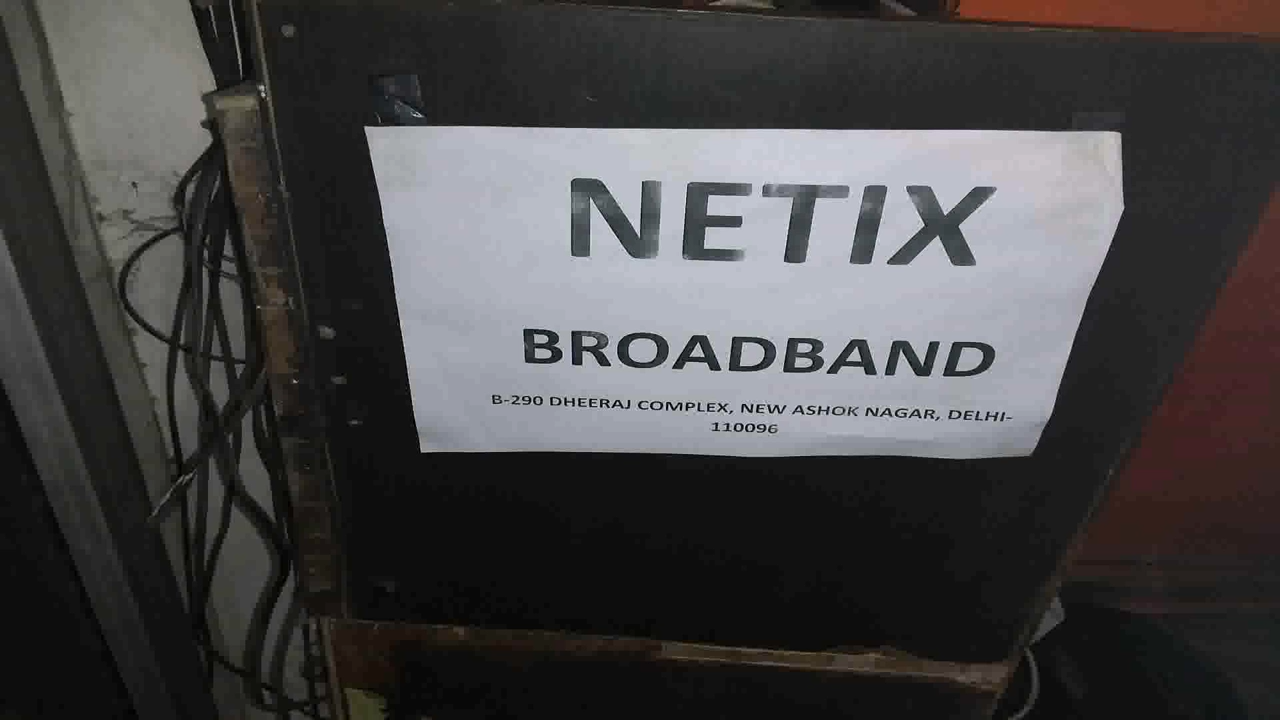 NETIX
BROADBAND
B-290 DHEERAJ COMPLEX, NEW ASHOK NAGAR, DELHI-
110096